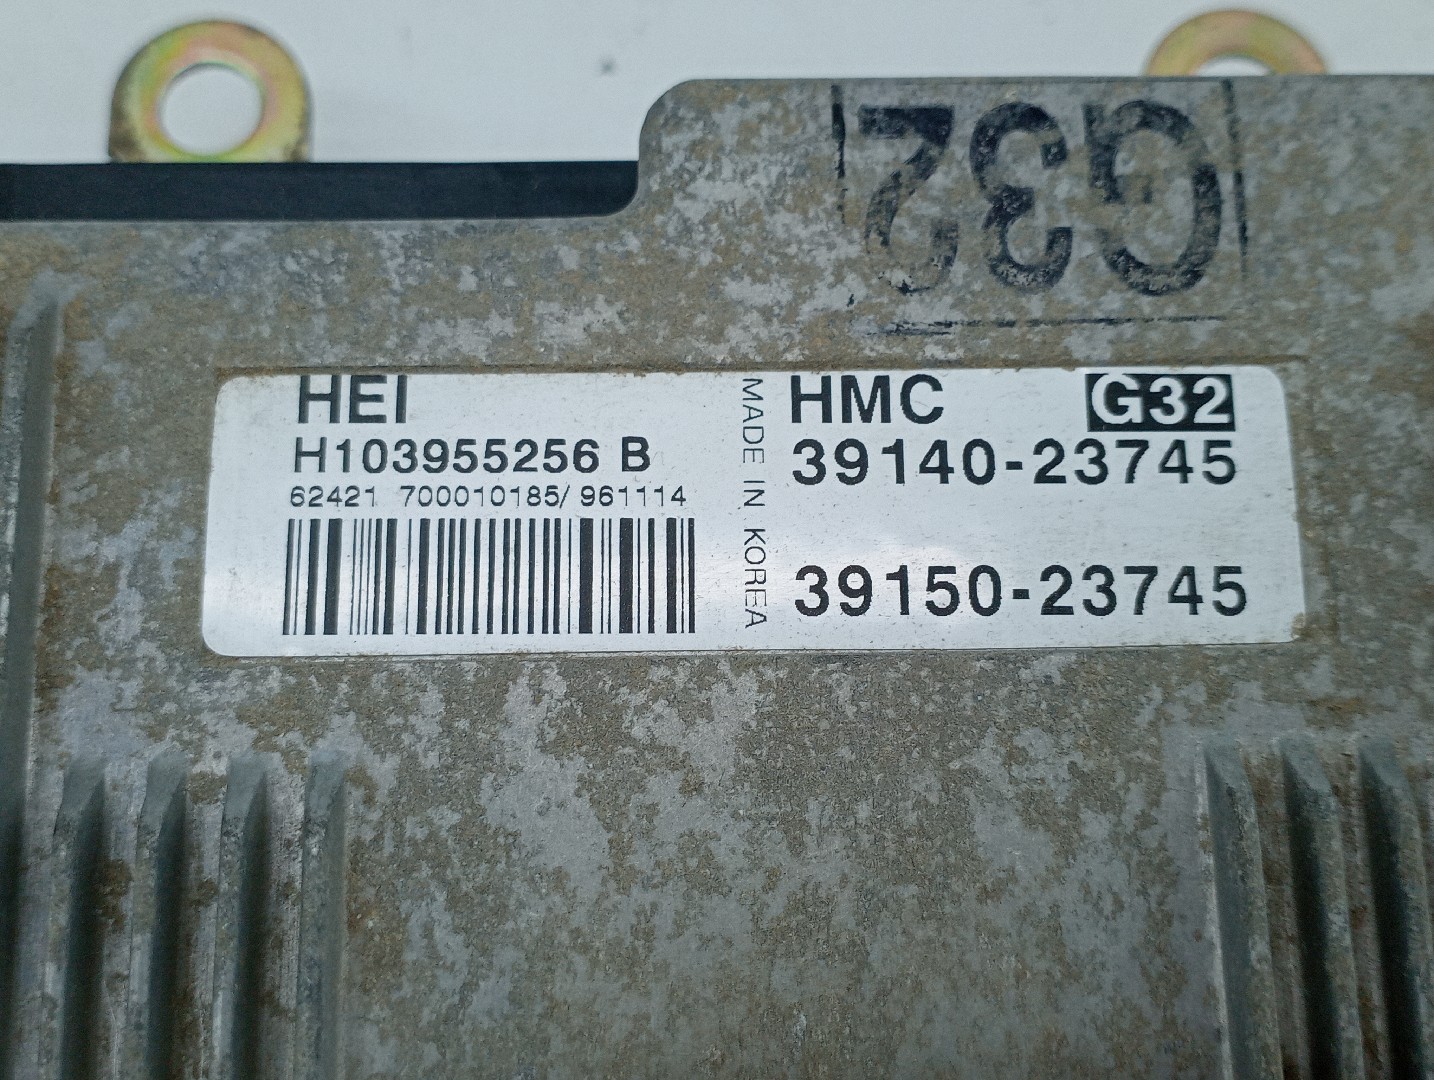 G32
HEI
H103955256 B
62421 700010185/ 961114
MADE IN KOREA
HMC G32
39140-23745
39150-23745